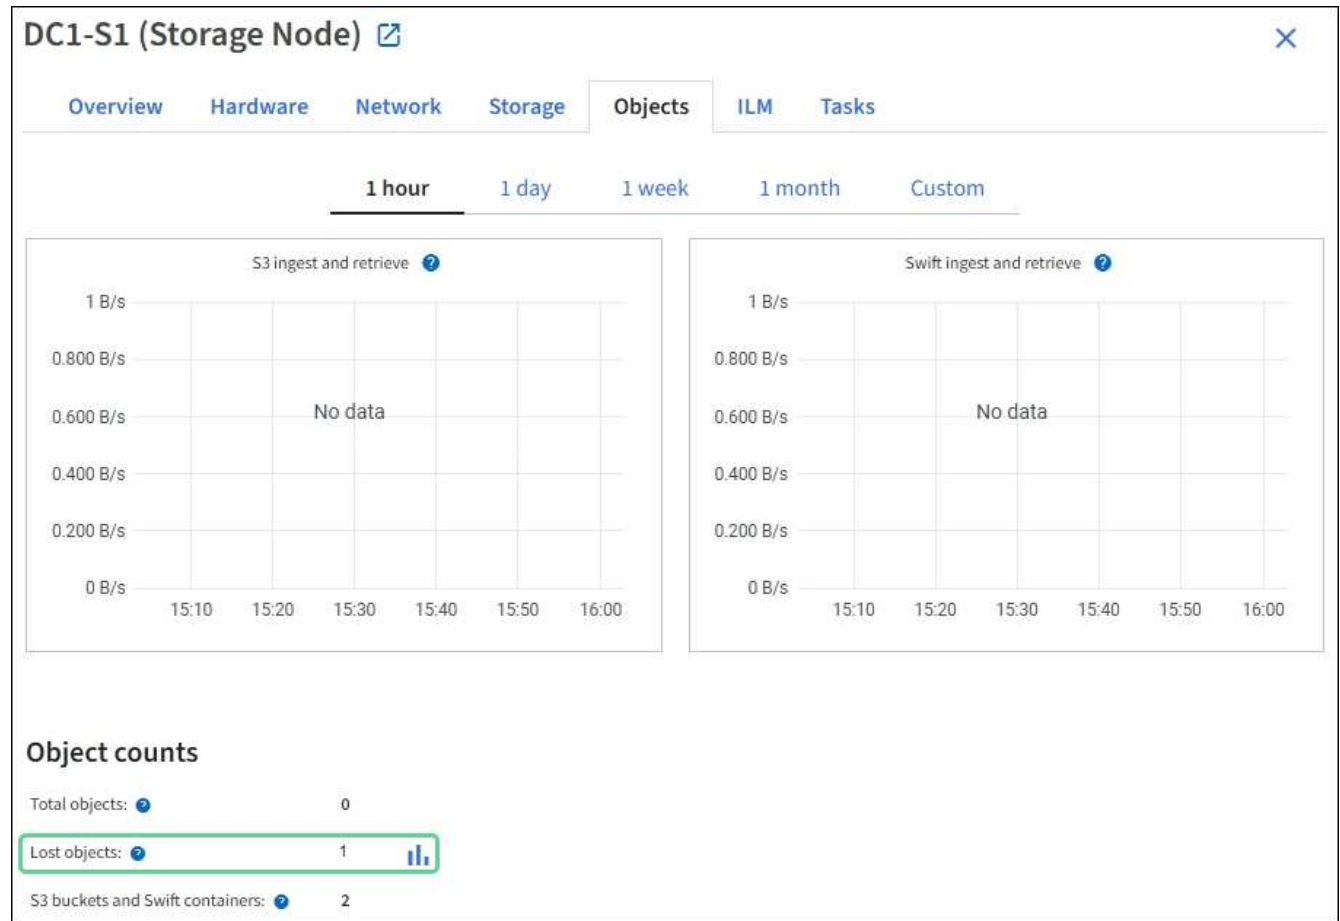 DC1-S1 (Storage Node)
Overview Hardware Network Storage Objects ILM Tasks
1 hour 1 day 1 week 1 month Custom
S3 ingest and retrieve
1 B/s
0.800 B/s
0.600 B/s
0.400 B/s
0.200 B/s
0 B/s
No data
15:10 15:20 15:30 15:40 15:50 16:00
Swift ingest and retrieve
1 B/s
0.800 B/s
0.600 B/s
0.400 B/s
0.200 B/s
0 B/s
No data
15:10 15:20 15:30 15:40 15:50 16:00
Object counts
Total objects: 0
Lost objects: 1
S3 buckets and Swift containers: 2